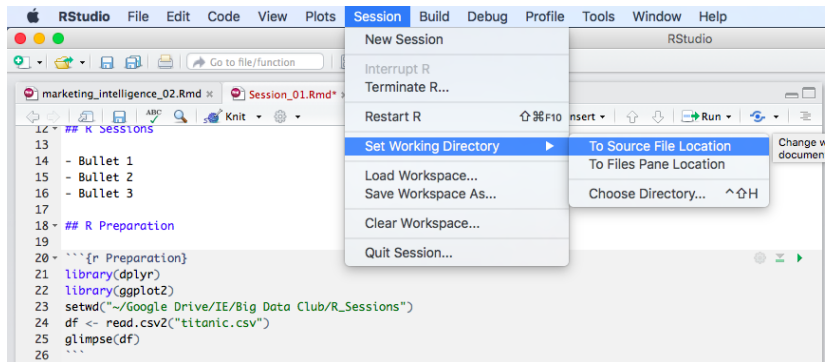 RStudio File Edit Code View Plots Session Build Debug Profile Tools Window Help
RStudio
Go to file/function
marketing_intelligence_02.Rmd × Session_01.Rmd*
ABC Knit nsert Run
12 ## R Sessions
13
14 - Bullet 1
15 - Bullet 2
16 - Bullet 3
17
18 ## R Preparation
19
20 ```{r Preparation}
21 library(dplyr)
22 library(ggplot2)
23 setwd("~/Google Drive/IE/Big Data Club/R_Sessions")
24 df <- read.csv2("titanic.csv")
25 glimpse(df)
26 ```
New Session
Interrupt R
Terminate R...
Restart R ⇧⌘F10
Set Working Directory ▶
Load Workspace...
Save Workspace As...
Clear Workspace...
Quit Session...
To Source File Location
To Files Pane Location
Choose Directory... ^⇧H
Change w
documen